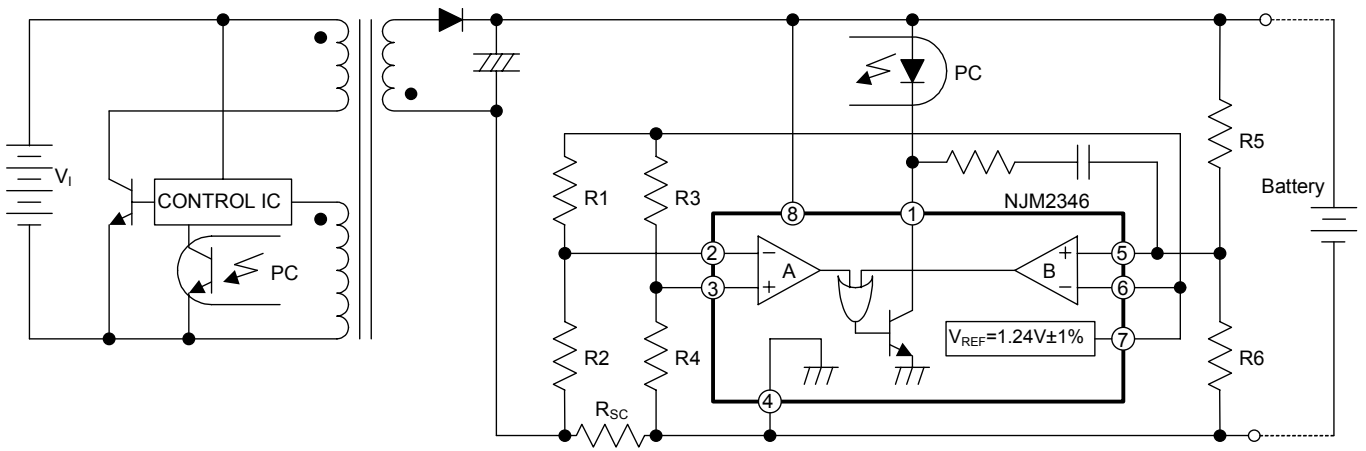 PC
R5
R1
R3
NJM2346
V_I
CONTROL IC
Battery
8
1
2
−
A
+
3
5
+
B
−
6
PC
V_REF=1.24V±1%
7
R2
R4
R6
4
R_SC